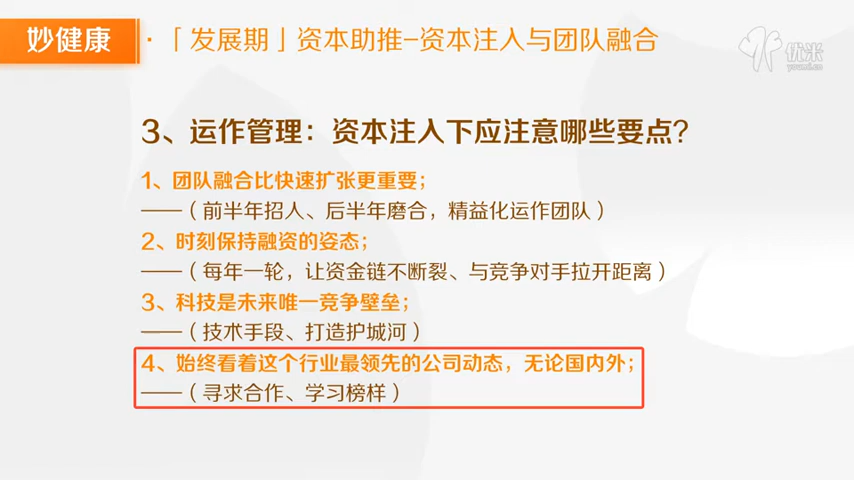 妙健康
·「发展期」资本助推-资本注入与团队融合
优米
youmi.cn
3、运作管理：资本注入下应注意哪些要点？
1、团队融合比快速扩张更重要；
——（前半年招人、后半年磨合，精益化运作团队）
2、时刻保持融资的姿态；
——（每年一轮，让资金链不断裂、与竞争对手拉开距离）
3、科技是未来唯一竞争壁垒；
——（技术手段、打造护城河）
4、始终看着这个行业最领先的公司动态，无论国内外；
——（寻求合作、学习榜样）